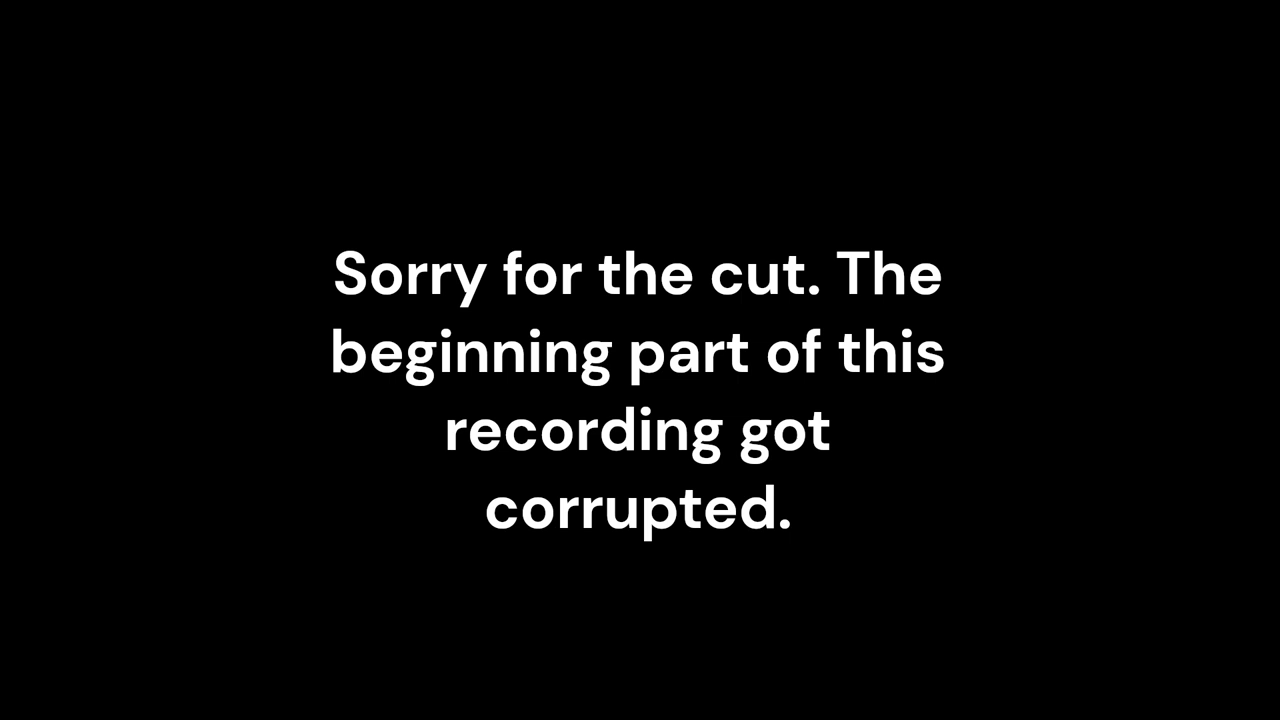 Sorry for the cut. The
beginning part of this
recording got
corrupted.